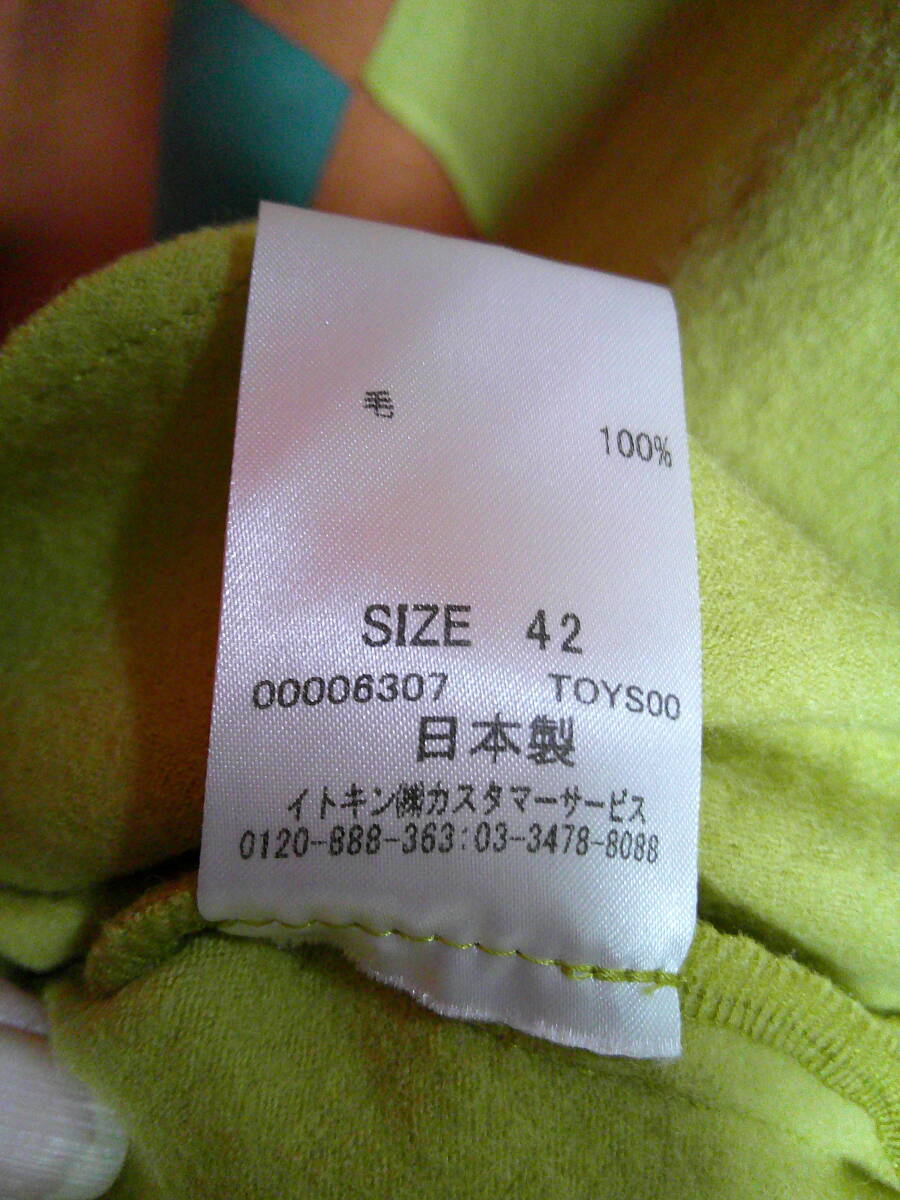 毛 100%
SIZE 42
00006307 TOYS00
日本製
イトキン㈱カスタマーサービス
0120-888-363:03-3478-8088